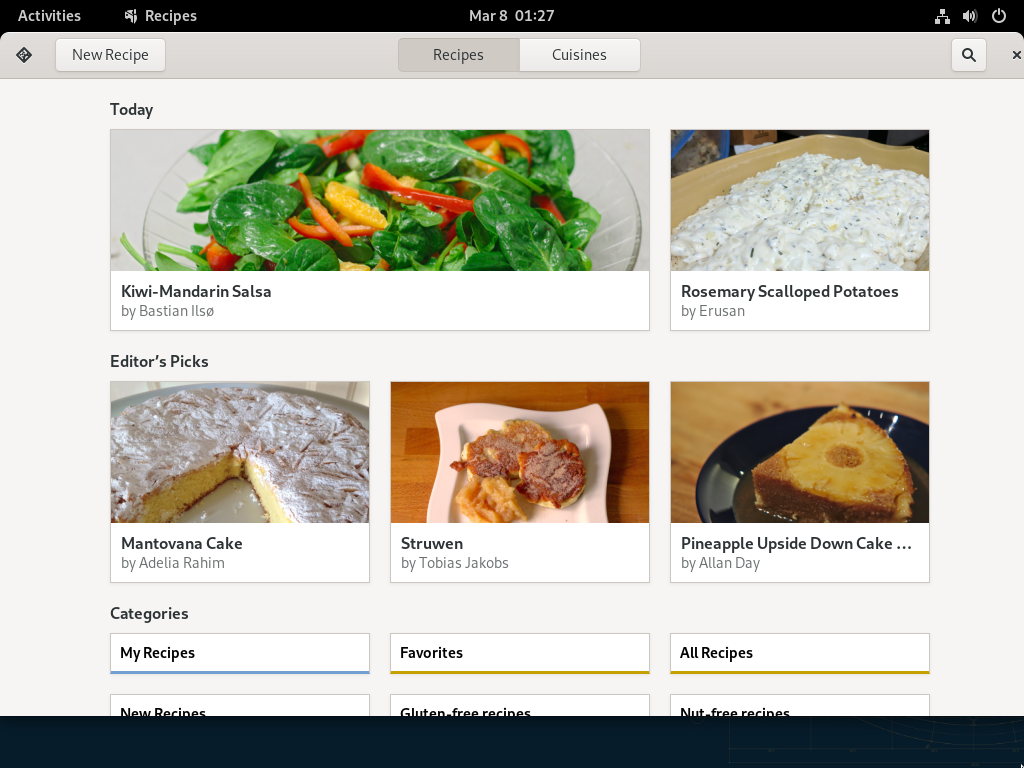 Activities Recipes Mar 8 01:27
New Recipe Recipes Cuisines
Today
Kiwi-Mandarin Salsa
by Bastian Ilsø
Rosemary Scalloped Potatoes
by Erusan
Editor’s Picks
Mantovana Cake
by Adelia Rahim
Struwen
by Tobias Jakobs
Pineapple Upside Down Cake …
by Allan Day
Categories
My Recipes Favorites All Recipes
New Recipes Gluten-free recipes Nut-free recipes